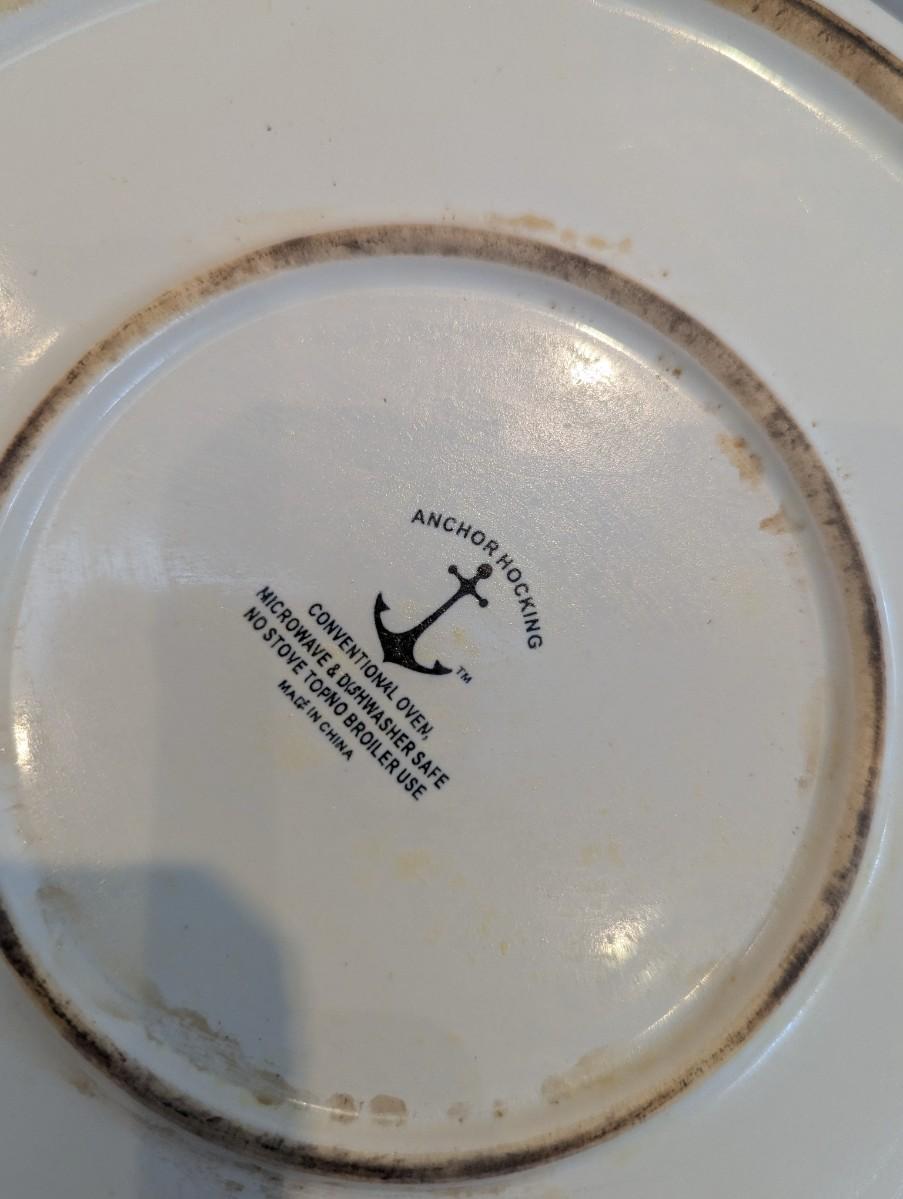 ANCHOR HOCKING
TM
CONVENTIONAL OVEN,
MICROWAVE & DISHWASHER SAFE
NO STOVE TOPNO BROILER USE
MADE IN CHINA